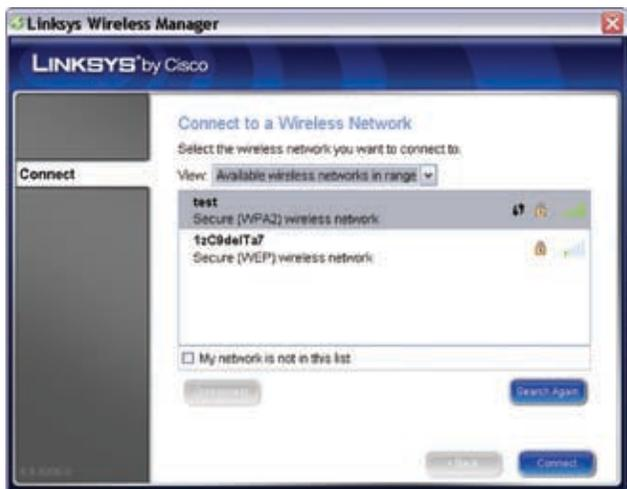 Linksys Wireless Manager
LINKSYS® by Cisco
Connect to a Wireless Network
Select the wireless network you want to connect to.
Connect
View: Available wireless networks in range
test
Secure (WPA2) wireless network
Secure (WEP) wireless network
My network is not in this list
Search Again
< Back
Connect